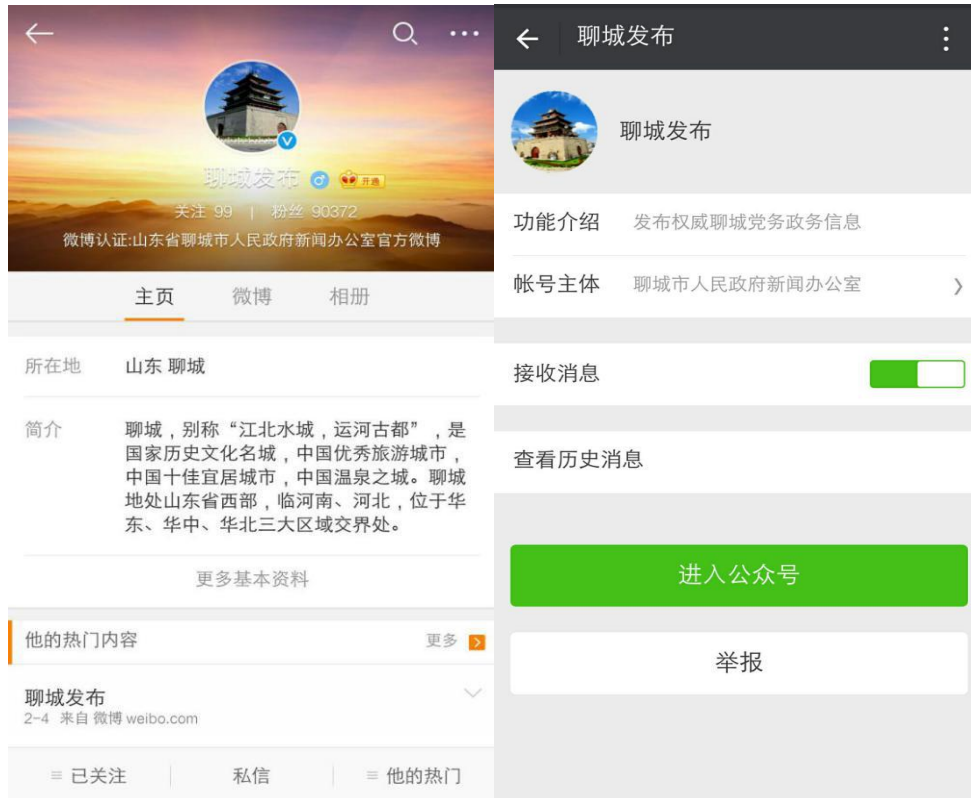 聊城发布
开通
关注 99 | 粉丝 90372
微博认证:山东省聊城市人民政府新闻办公室官方微博
主页 微博 相册
所在地 山东 聊城
简介 聊城，别称“江北水城，运河古都”，是
国家历史文化名城，中国优秀旅游城市，
中国十佳宜居城市，中国温泉之城。聊城
地处山东省西部，临河南、河北，位于华
东、华中、华北三大区域交界处。
更多基本资料
他的热门内容 更多
聊城发布
2-4 来自 微博 weibo.com
已关注 私信 他的热门
聊城发布
聊城发布
功能介绍 发布权威聊城党务政务信息
帐号主体 聊城市人民政府新闻办公室
接收消息
查看历史消息
进入公众号
举报